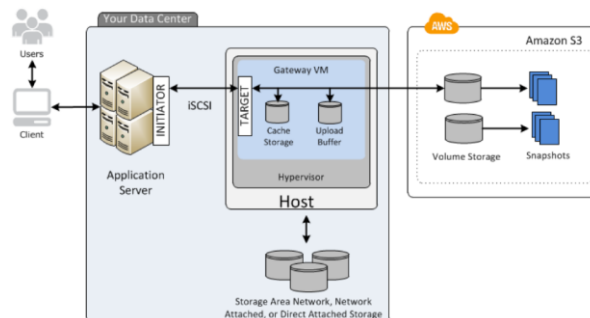 Your Data Center
AWS
Amazon S3
Users
Client
INITIATOR
iSCSI
TARGET
Gateway VM
Cache
Storage
Upload
Buffer
Hypervisor
Host
Application
Server
Volume Storage
Snapshots
Storage Area Network, Network
Attached, or Direct Attached Storage